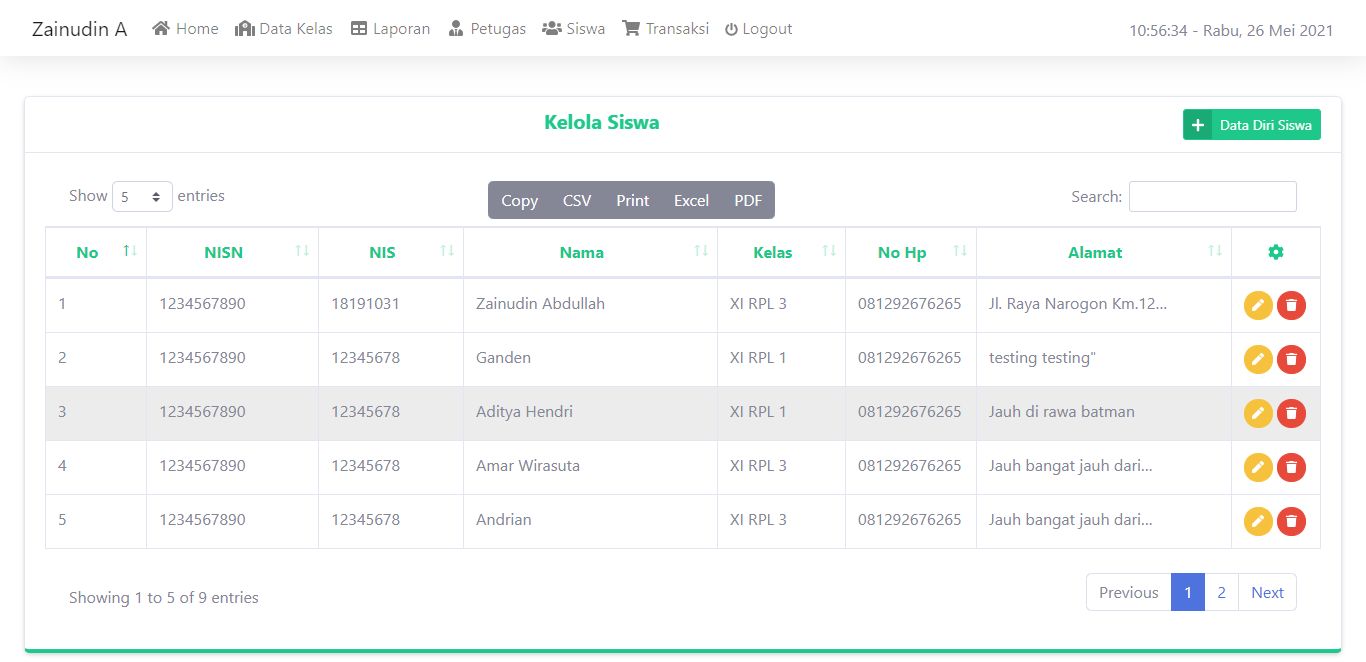 Zainudin A Home Data Kelas Laporan Petugas Siswa Transaksi Logout 10:56:34 - Rabu, 26 Mei 2021
Kelola Siswa Data Diri Siswa
Show 5 entries Copy CSV Print Excel PDF Search:
No NISN NIS Nama Kelas No Hp Alamat
1 1234567890 18191031 Zainudin Abdullah XI RPL 3 081292676265 Jl. Raya Narogon Km.12...
2 1234567890 12345678 Ganden XI RPL 1 081292676265 testing testing"
3 1234567890 12345678 Aditya Hendri XI RPL 1 081292676265 Jauh di rawa batman
4 1234567890 12345678 Amar Wirasuta XI RPL 3 081292676265 Jauh bangat jauh dari...
5 1234567890 12345678 Andrian XI RPL 3 081292676265 Jauh bangat jauh dari...
Showing 1 to 5 of 9 entries Previous 1 2 Next